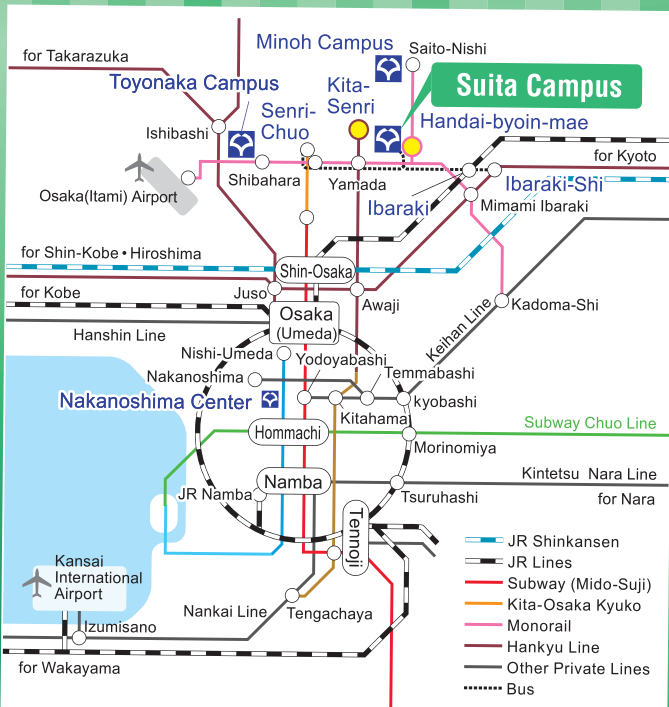 Minoh Campus
Saito-Nishi
for Takarazuka
Toyonaka Campus
Kita-
Senri
Suita Campus
Senri-
Chuo
Handai-byoin-mae
Ishibashi
for Kyoto
Osaka(Itami) Airport
Shibahara
Yamada
Ibaraki-Shi
Ibaraki
Mimami Ibaraki
for Shin-Kobe • Hiroshima
Shin-Osaka
for Kobe
Juso
Awaji
Kadoma-Shi
Osaka
(Umeda)
Hanshin Line
Keihan Line
Nishi-Umeda
Yodoyabashi
Nakanoshima
Temmabashi
Nakanoshima Center
Kitahama
kyobashi
Subway Chuo Line
Hommachi
Morinomiya
Kintetsu Nara Line
Namba
JR Namba
Tsuruhashi
for Nara
Tennoji
Kansai
International
Airport
Nankai Line
Tengachaya
Izumisano
for Wakayama
JR Shinkansen
JR Lines
Subway (Mido-Suji)
Kita-Osaka Kyuko
Monorail
Hankyu Line
Other Private Lines
Bus